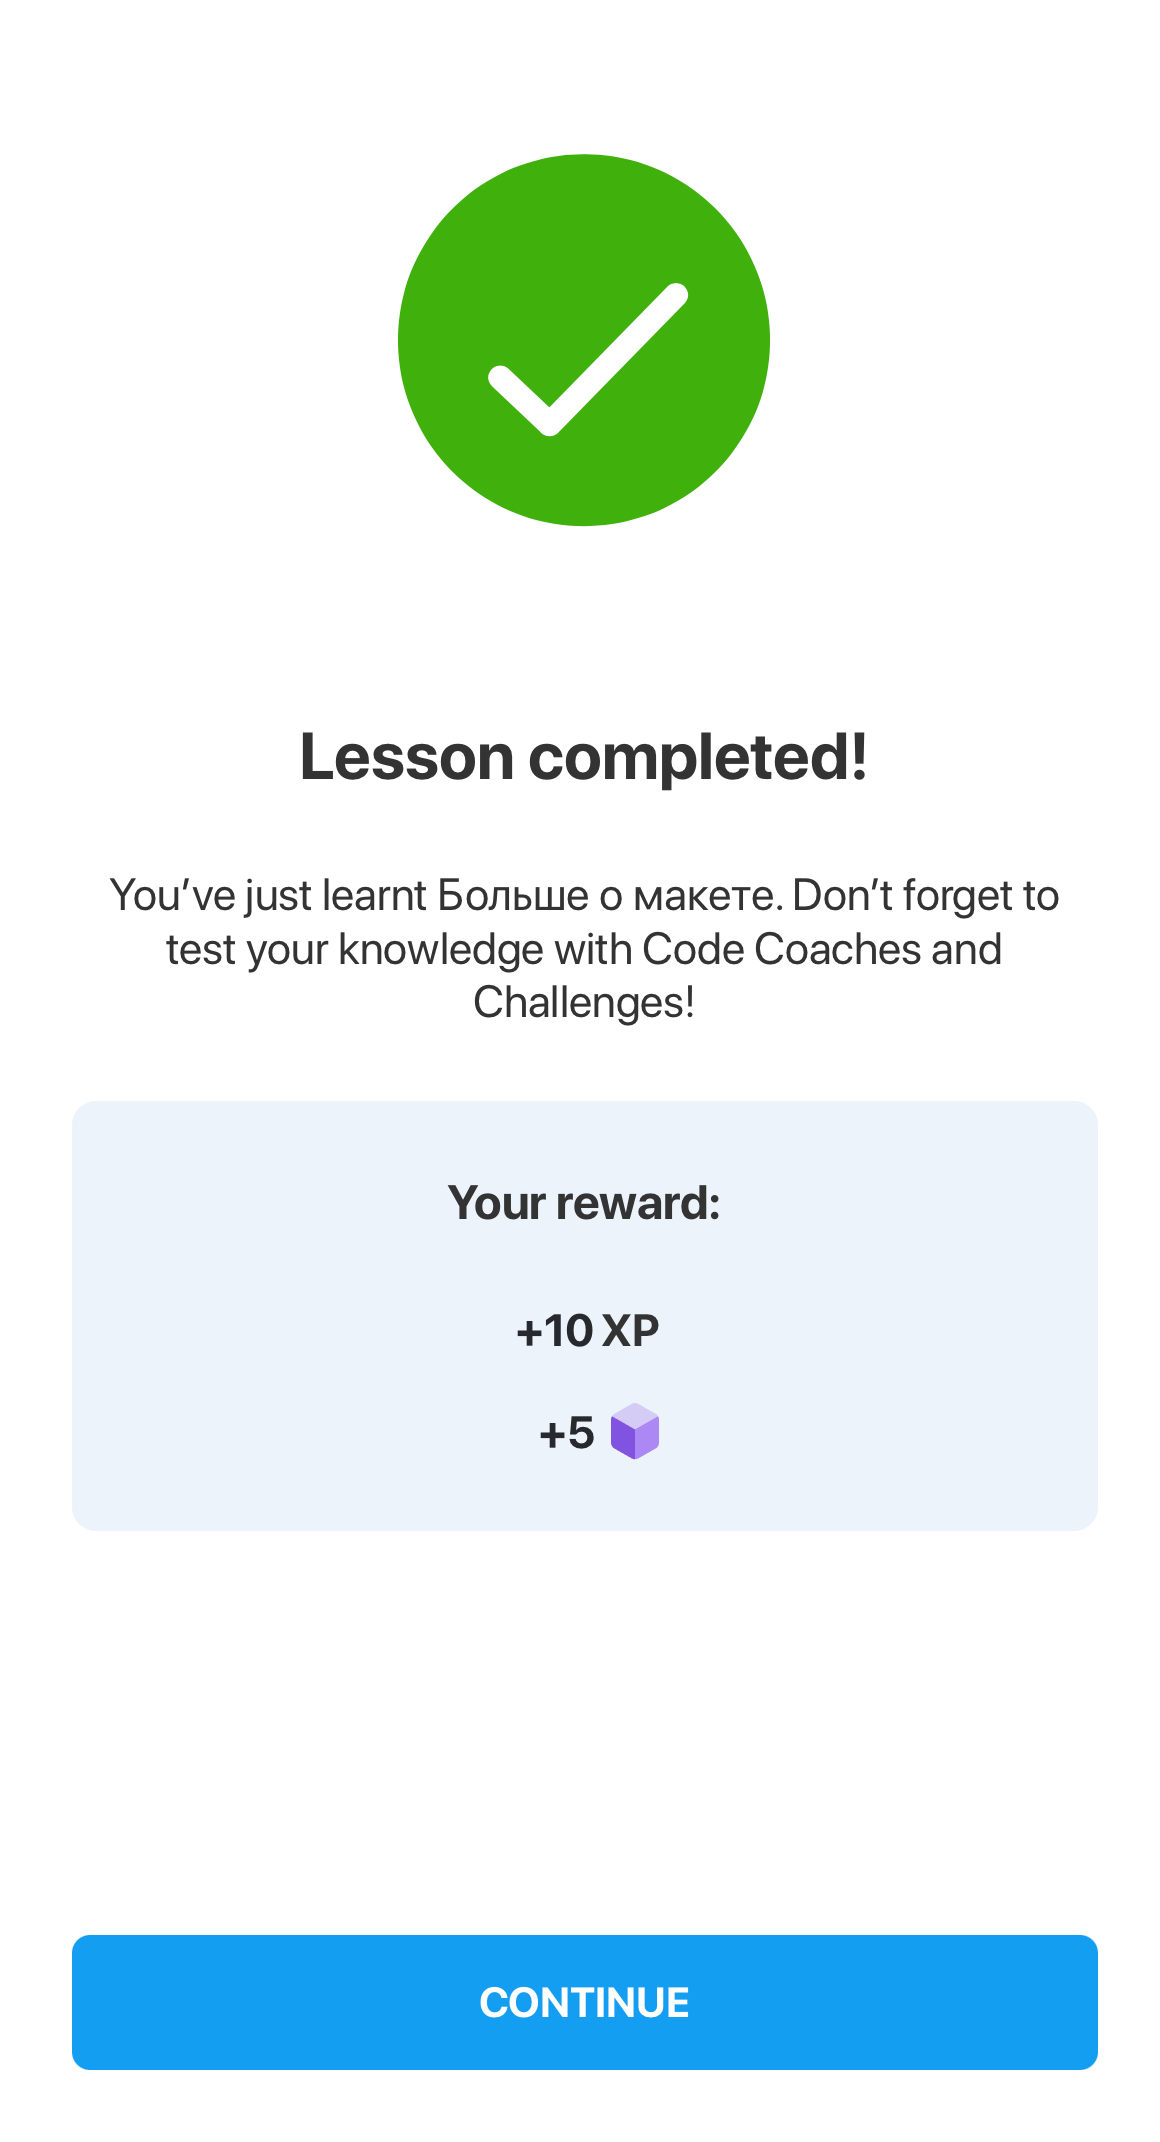 Lesson completed!
You’ve just learnt Больше о макете. Don’t forget to
test your knowledge with Code Coaches and
Challenges!
Your reward:
+10 XP
+5
CONTINUE